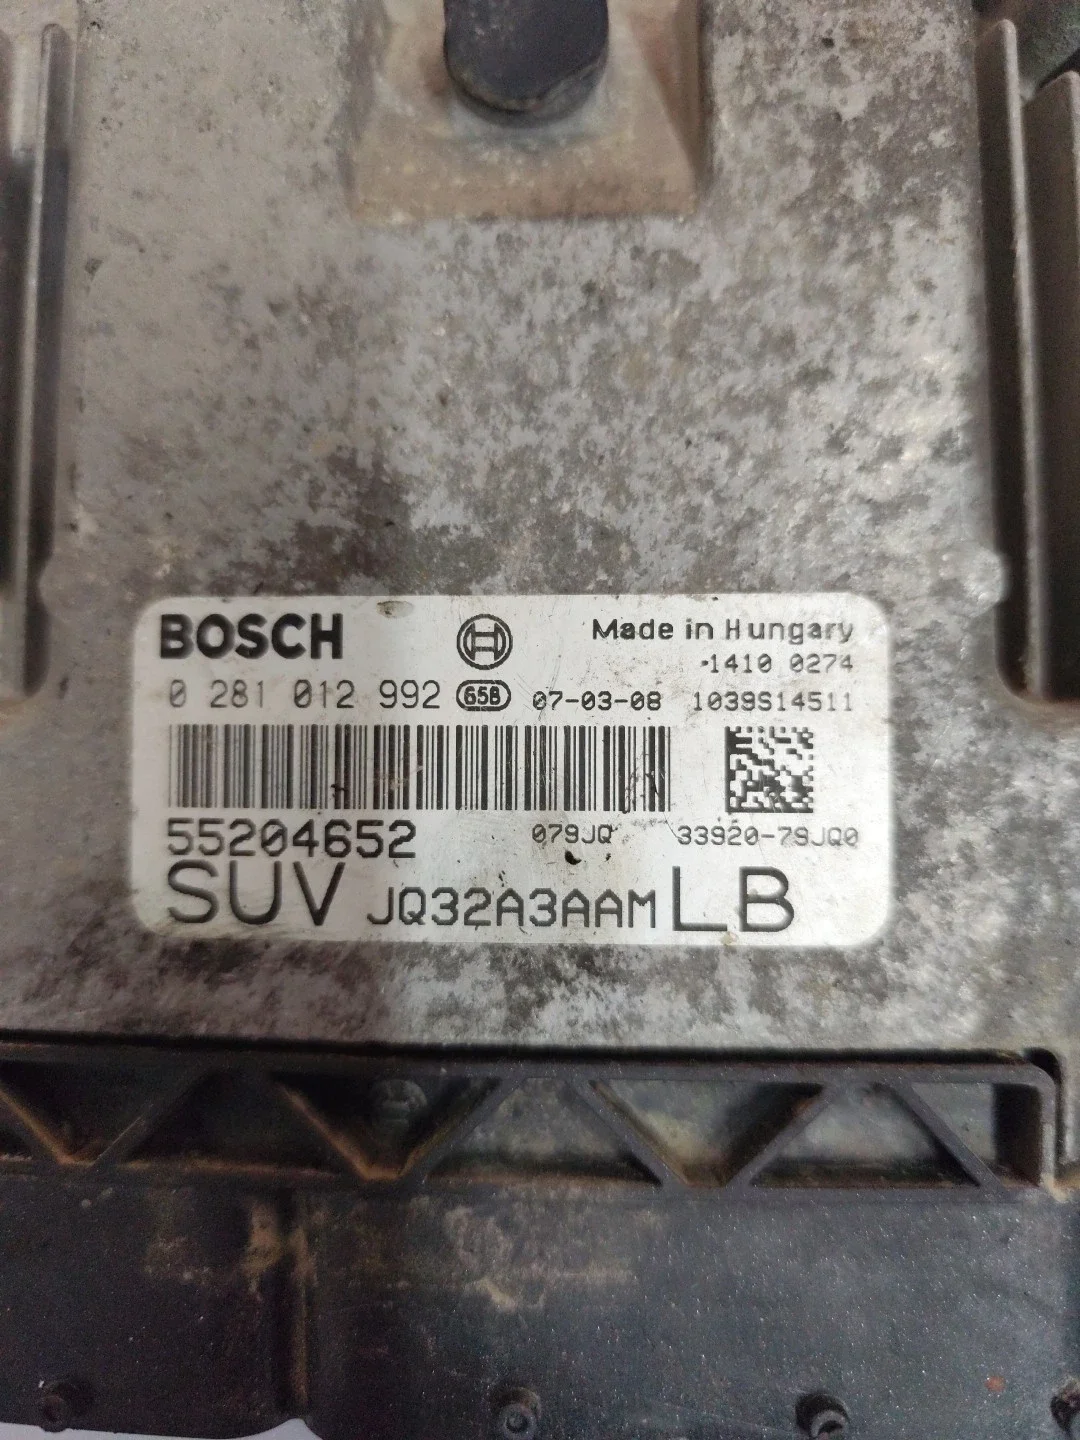 BOSCH
Made in Hungary
·1410 0274
0 281 012 992 65B 07-03-08 1039S14511
55204652 079JQ 33920-79JQ0
SUV JQ32A3AAM LB